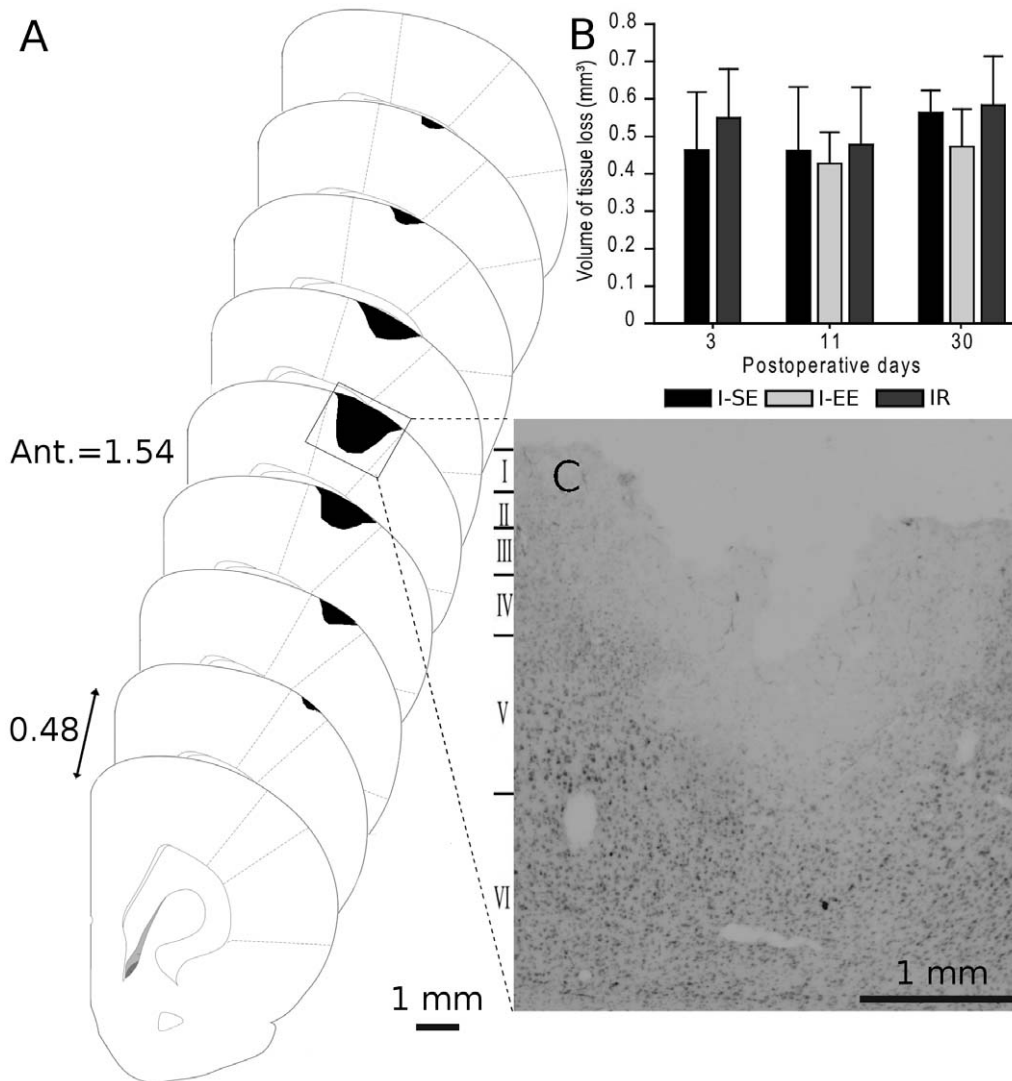 A
Ant.=1.54
0.48
1 mm
B
Volume of tissue loss (mm³)
0.8
0.7
0.6
0.5
0.4
0.3
0.2
0.1
0
3 11 30
Postoperative days
I-SE I-EE IR
C
I
II
III
IV
V
VI
1 mm